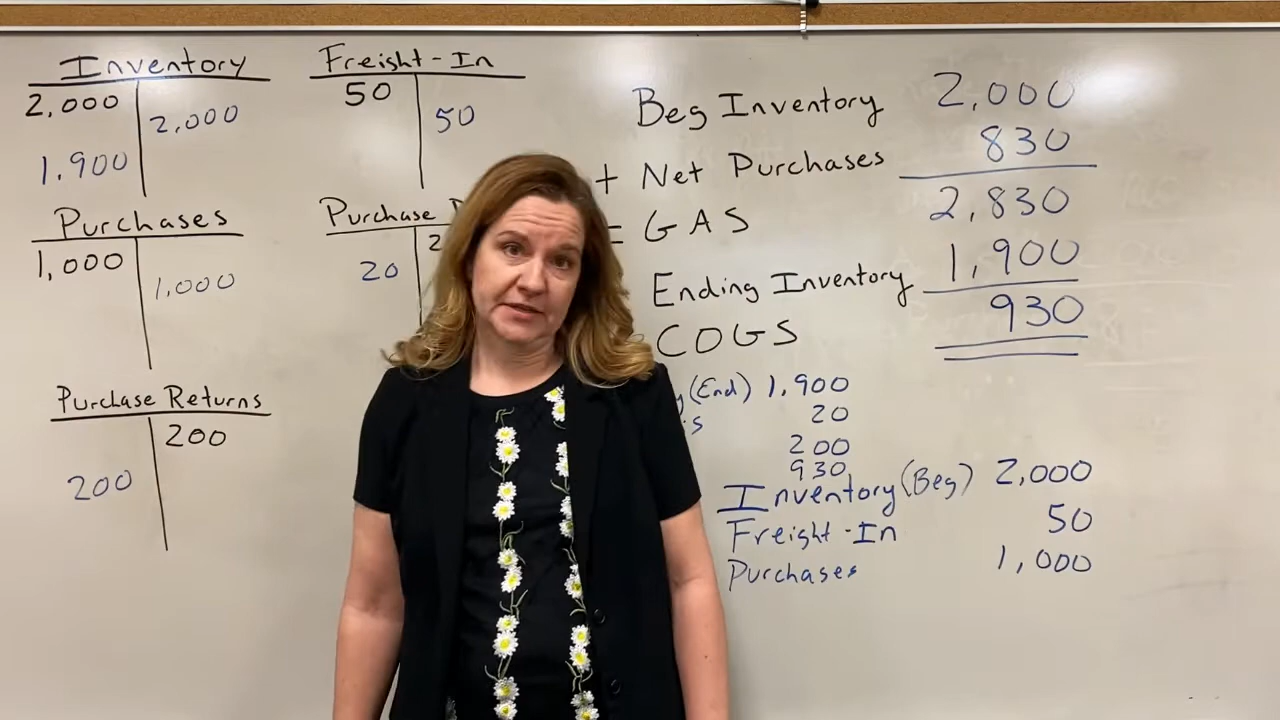 Inventory
2,000
2,000
1,900
Freight-In
50
50
Purchases
1,000
1,000
Purchase
20
Purchase Returns
200
200
Beg Inventory 2,000
+ Net Purchases 830
= GAS 2,830
Ending Inventory 1,900
COGS 930
(End) 1,900
20
200
930
Inventory (Beg) 2,000
Freight-In 50
Purchases 1,000